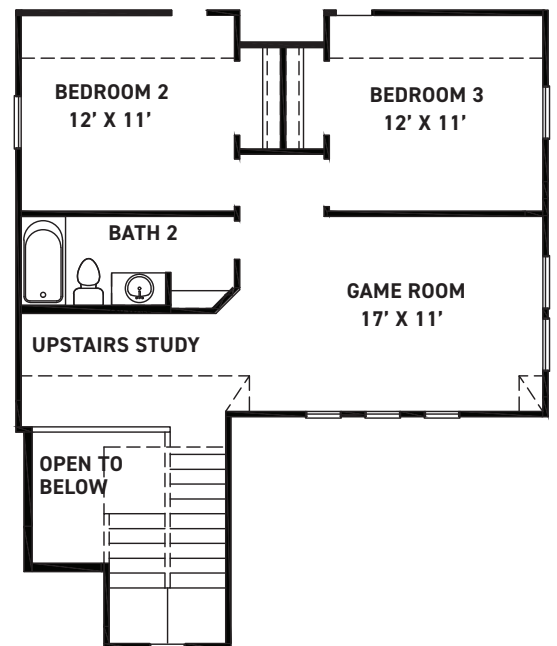 BEDROOM 2
12’ X 11’
BEDROOM 3
12’ X 11’
BATH 2
GAME ROOM
17’ X 11’
UPSTAIRS STUDY
OPEN TO
BELOW